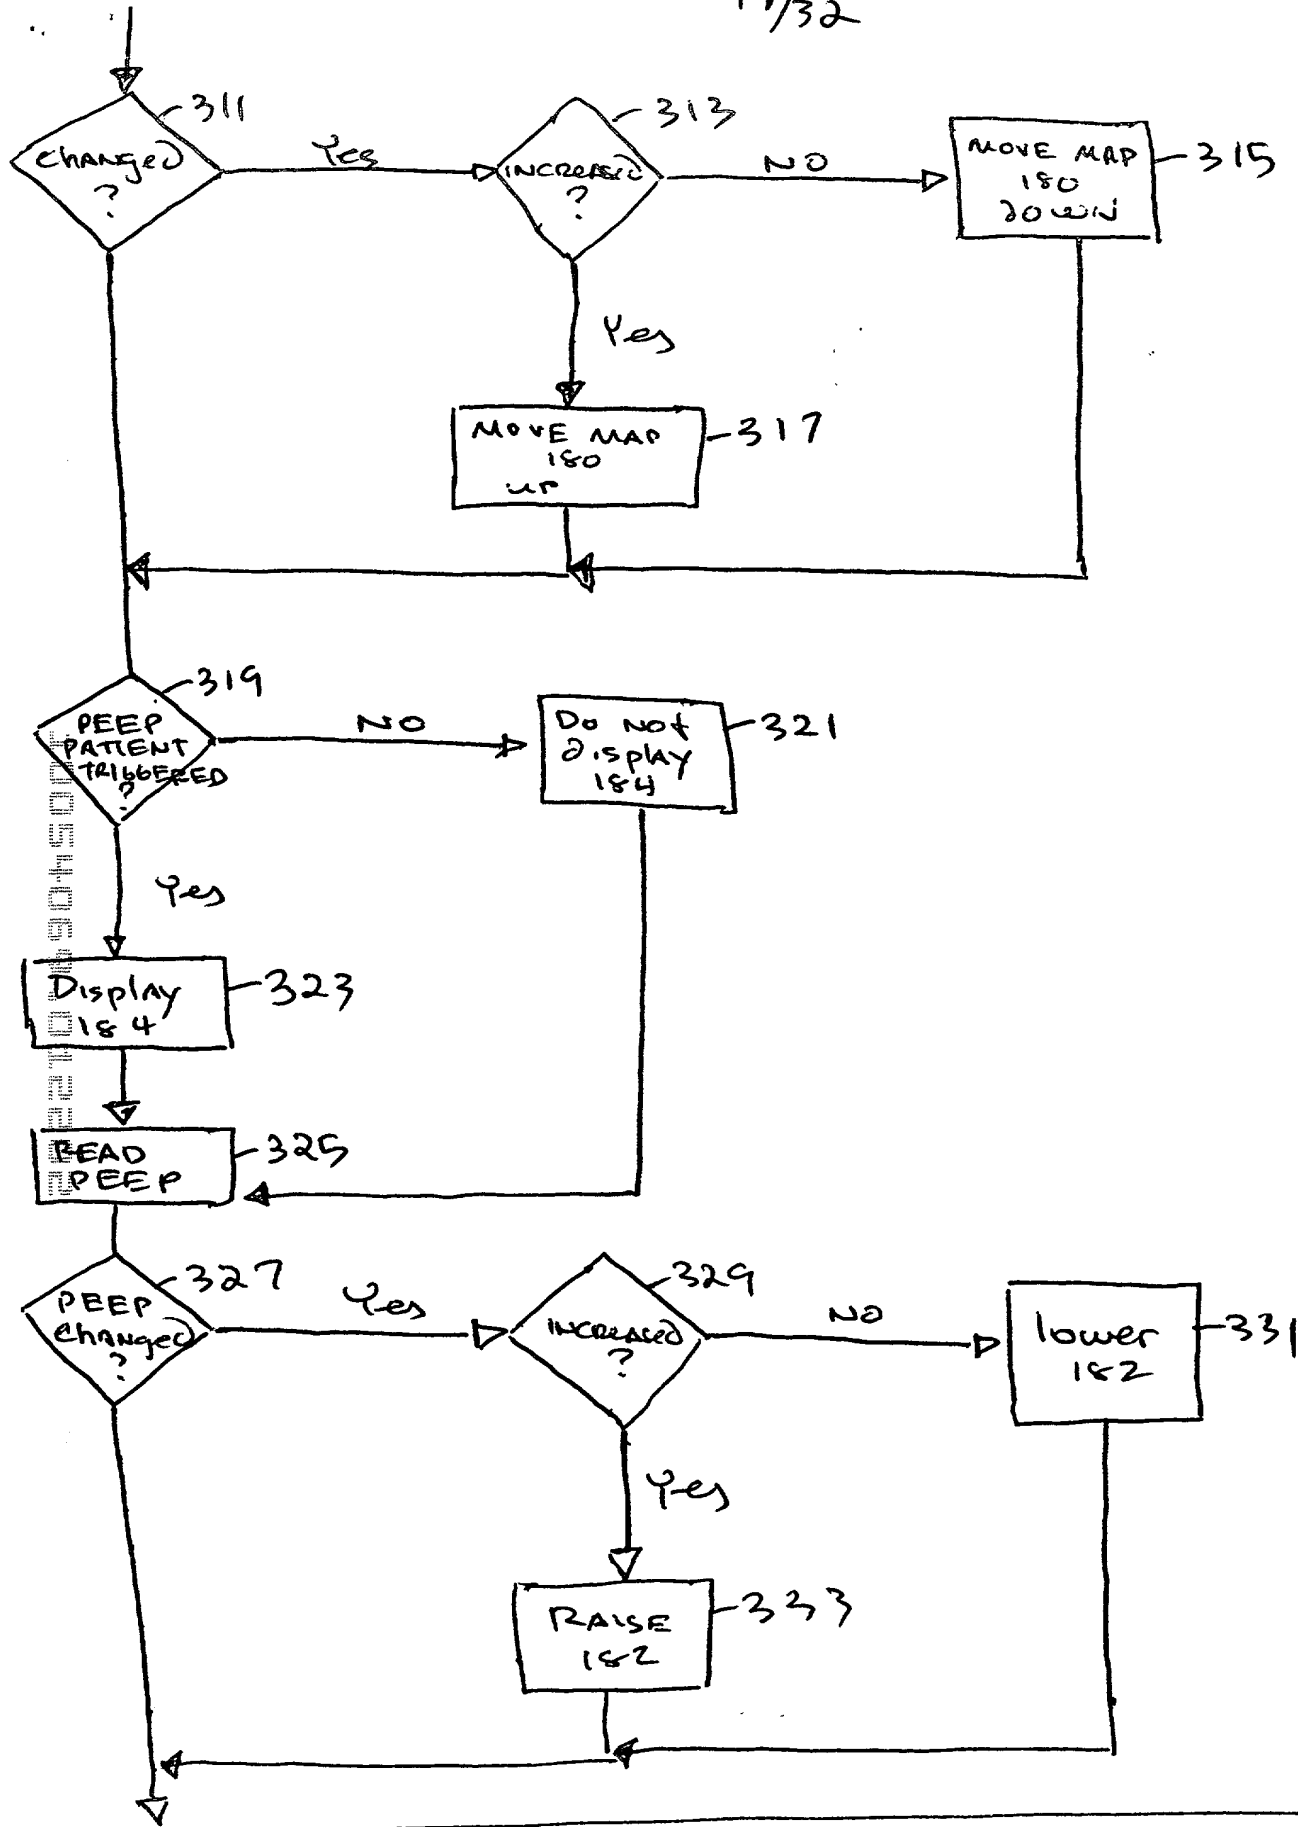 /32
311
Changed
?
Yes
313
INCREASED
?
NO
MOVE MAP
180
DOWN
315
Yes
MOVE MAP
180
UP
317
319
PEEP
PATIENT
TRIGGERED
?
NO
Do Not
Display
184
321
Yes
Display
184
323
READ
PEEP
325
327
PEEP
Changed
?
Yes
329
INCREASED
?
NO
lower
182
331
Yes
RAISE
182
333